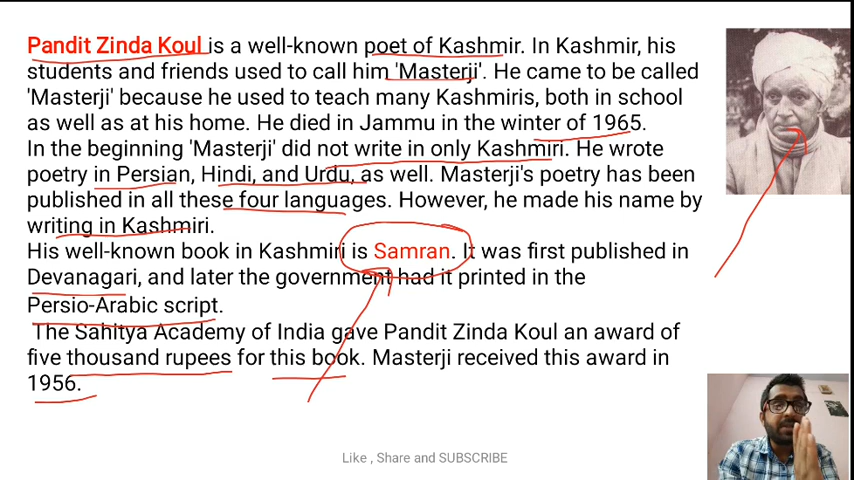 Pandit Zinda Koul is a well-known poet of Kashmir. In Kashmir, his
students and friends used to call him 'Masterji'. He came to be called
'Masterji' because he used to teach many Kashmiris, both in school
as well as at his home. He died in Jammu in the winter of 1965.
In the beginning 'Masterji' did not write in only Kashmiri. He wrote
poetry in Persian, Hindi, and Urdu, as well. Masterji's poetry has been
published in all these four languages. However, he made his name by
writing in Kashmiri.
His well-known book in Kashmiri is Samran. It was first published in
Devanagari, and later the government had it printed in the
Persio-Arabic script.
The Sahitya Academy of India gave Pandit Zinda Koul an award of
five thousand rupees for this book. Masterji received this award in
1956.
Like , Share and SUBSCRIBE